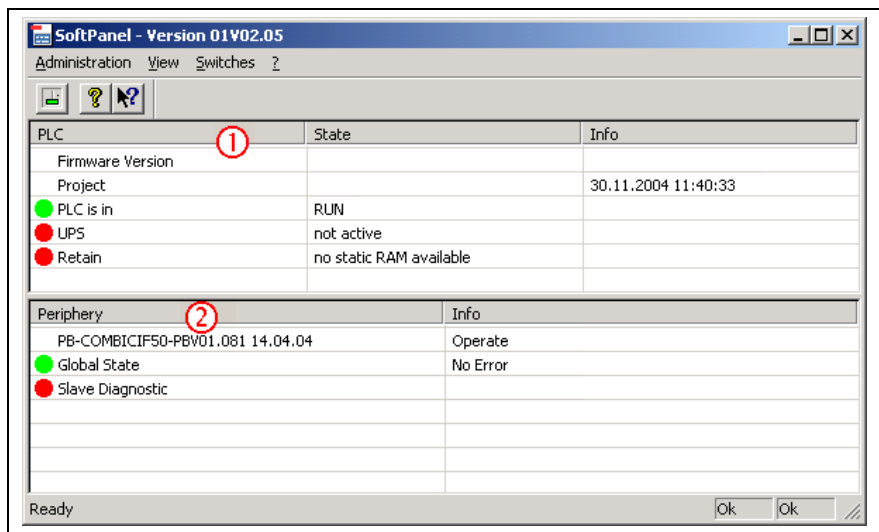 SoftPanel - Version 01V02.05
Administration View Switches ?
PLC State Info
1
Firmware Version
Project 30.11.2004 11:40:33
PLC is in RUN
UPS not active
Retain no static RAM available
Periphery Info
2
PB-COMBICIF50-PBV01.081 14.04.04 Operate
Global State No Error
Slave Diagnostic
Ready Ok Ok